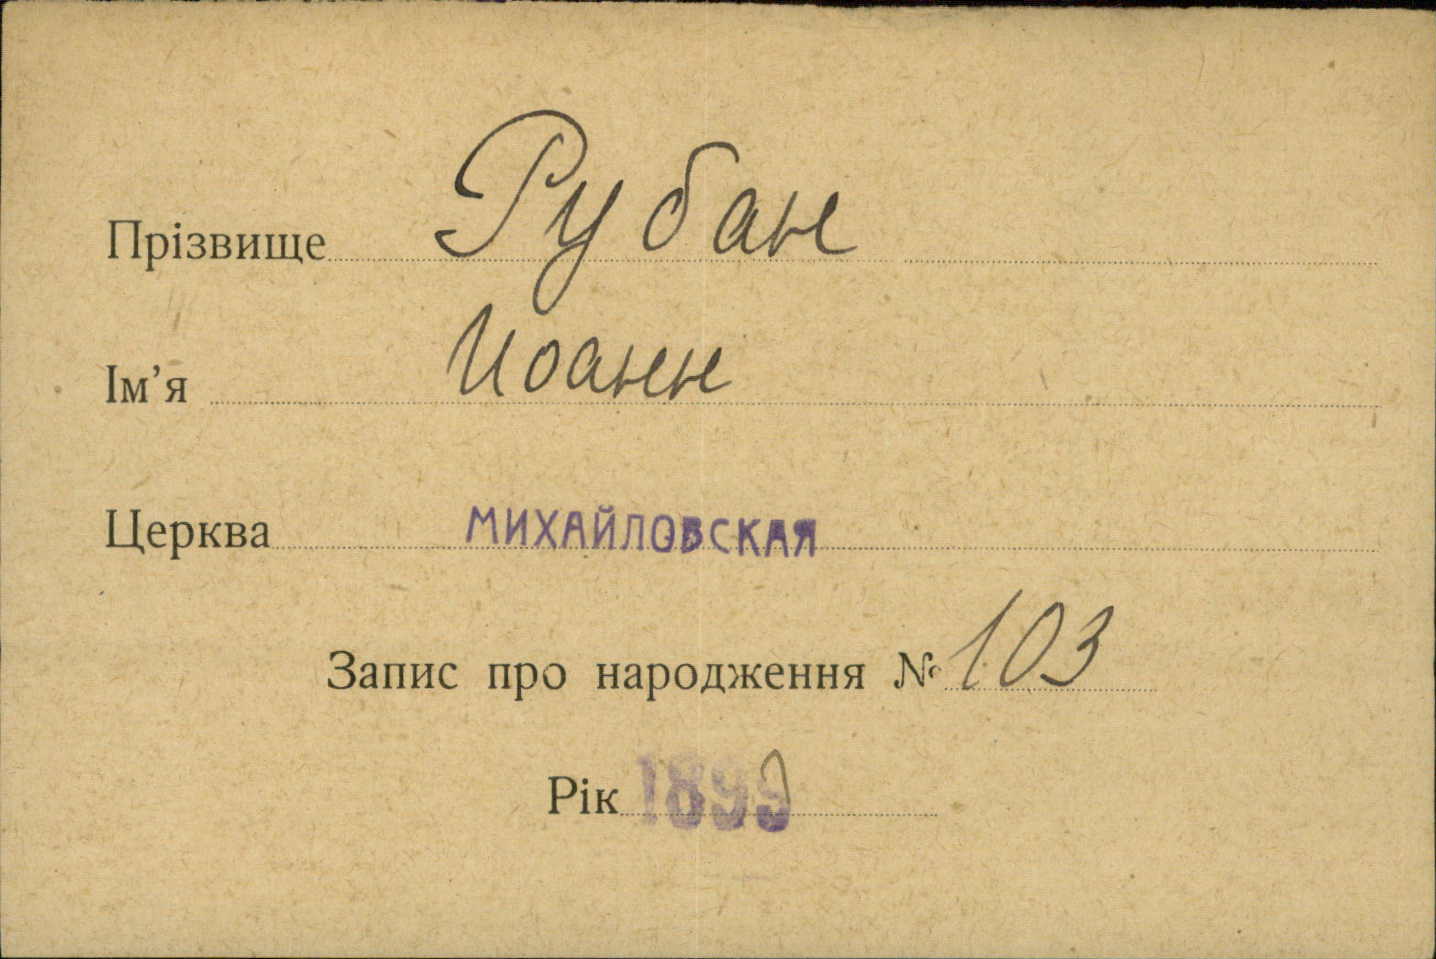 Прізвище Рубан
Ім'я Иоанн
Церква МИХАЙЛОВСКАЯ
Запис про народження № 103
Рік 1899